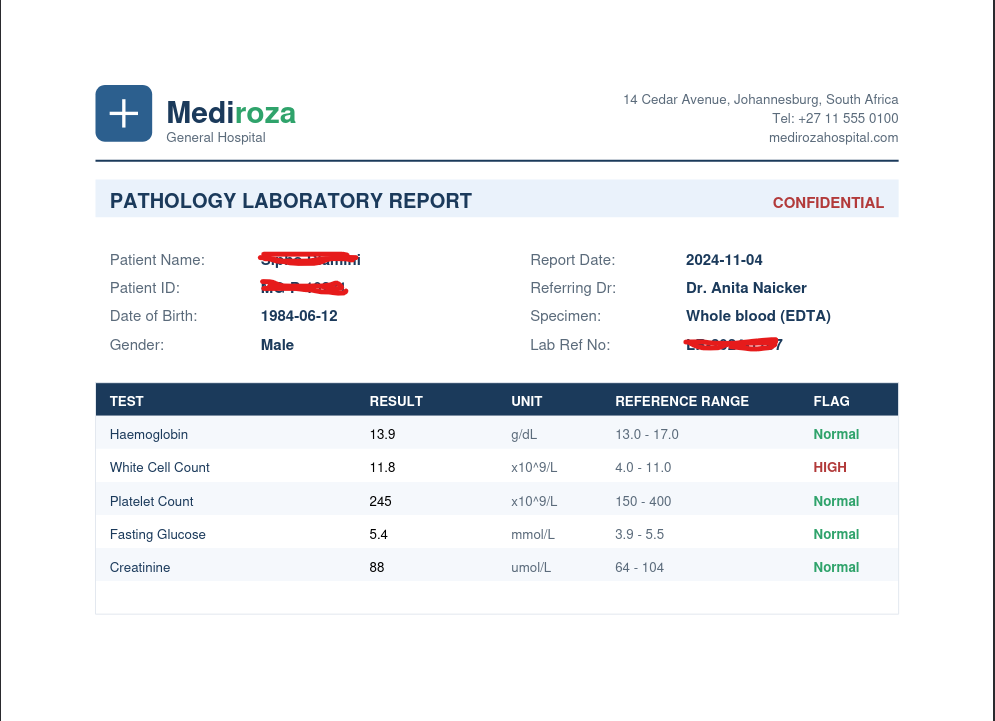 Mediroza
General Hospital
14 Cedar Avenue, Johannesburg, South Africa
Tel: +27 11 555 0100
medirozahospital.com
PATHOLOGY LABORATORY REPORT CONFIDENTIAL
Patient Name: Report Date: 2024-11-04
Patient ID: Referring Dr: Dr. Anita Naicker
Date of Birth: 1984-06-12 Specimen: Whole blood (EDTA)
Gender: Male Lab Ref No:
TEST RESULT UNIT REFERENCE RANGE FLAG
Haemoglobin 13.9 g/dL 13.0 - 17.0 Normal
White Cell Count 11.8 x10^9/L 4.0 - 11.0 HIGH
Platelet Count 245 x10^9/L 150 - 400 Normal
Fasting Glucose 5.4 mmol/L 3.9 - 5.5 Normal
Creatinine 88 umol/L 64 - 104 Normal